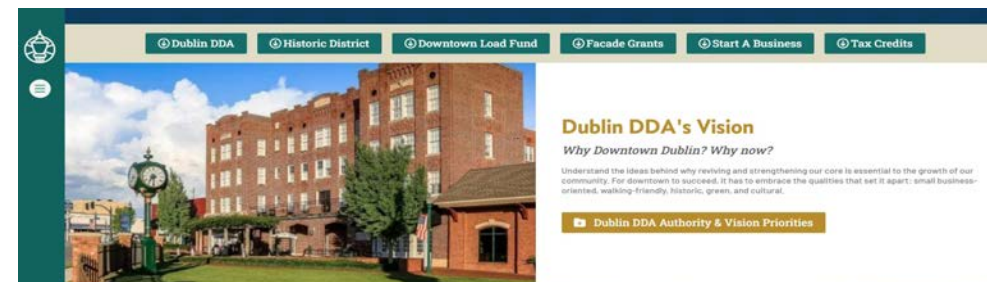 Dublin DDA
Historic District
Downtown Load Fund
Facade Grants
Start A Business
Tax Credits
Dublin DDA's Vision
Why Downtown Dublin? Why now?
Understand the ideas behind why reviving and strengthening our core is essential to the growth of our
community. For downtown to succeed, it has to embrace the qualities that set it apart: small business-
oriented, walking-friendly, historic, green, and cultural.
Dublin DDA Authority & Vision Priorities